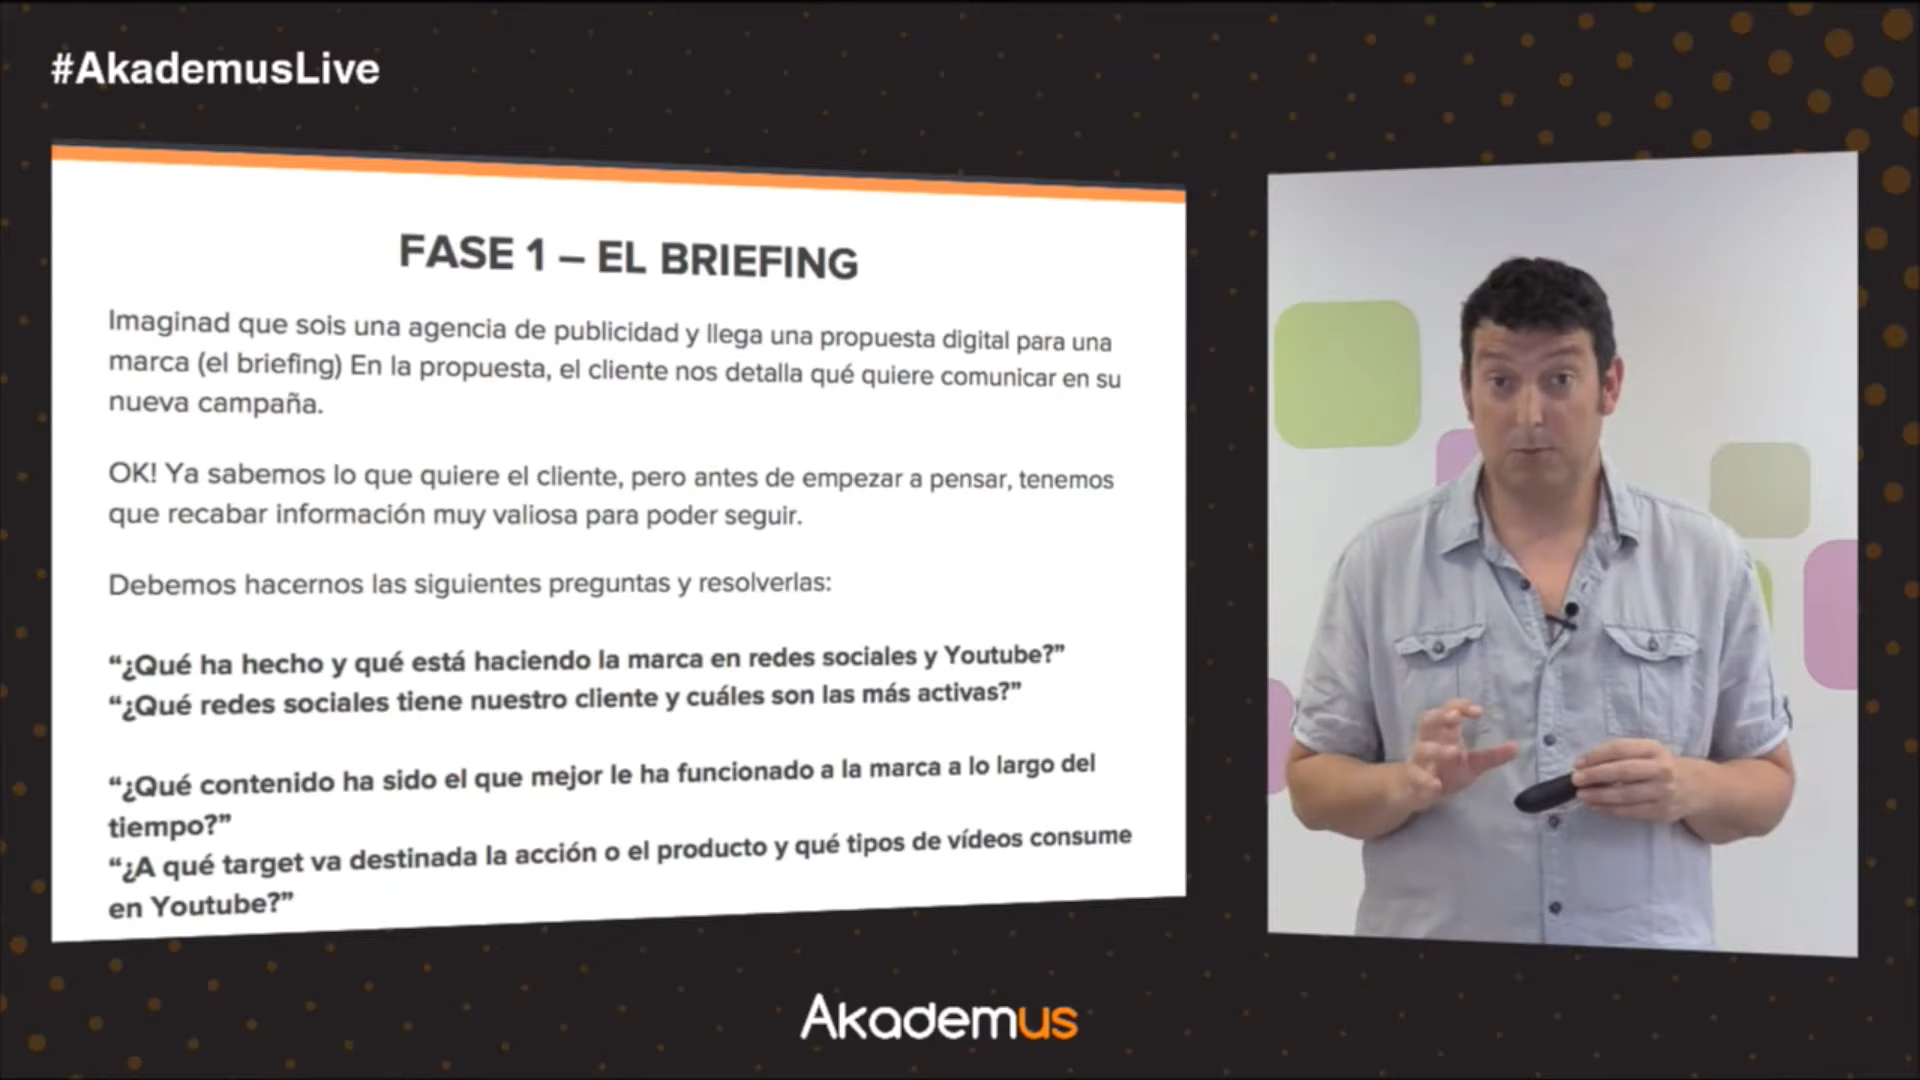 #AkademusLive
FASE 1 – EL BRIEFING
Imaginad que sois una agencia de publicidad y llega una propuesta digital para una
marca (el briefing) En la propuesta, el cliente nos detalla qué quiere comunicar en su
nueva campaña.
OK! Ya sabemos lo que quiere el cliente, pero antes de empezar a pensar, tenemos
que recabar información muy valiosa para poder seguir.
Debemos hacernos las siguientes preguntas y resolverlas:
“¿Qué ha hecho y qué está haciendo la marca en redes sociales y Youtube?”
“¿Qué redes sociales tiene nuestro cliente y cuáles son las más activas?”
“¿Qué contenido ha sido el que mejor le ha funcionado a la marca a lo largo del
tiempo?”
“¿A qué target va destinada la acción o el producto y qué tipos de vídeos consume
en Youtube?”
Akademus